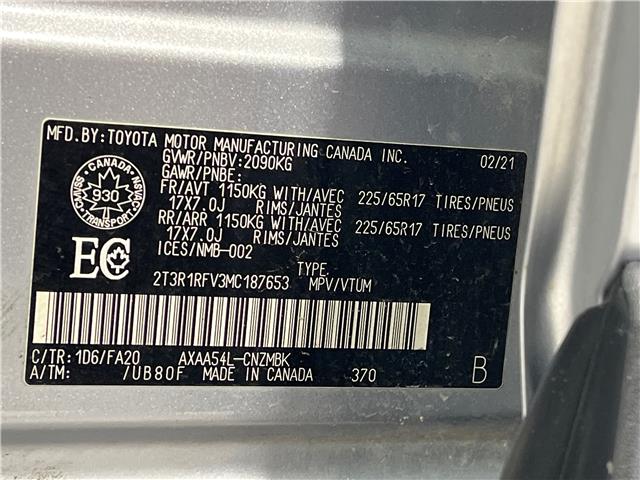 MFD.BY:TOYOTA MOTOR MANUFACTURING CANADA INC. 02/21
GVWR/PNBV:2090KG
GAWR/PNBE:
FR/AVT 1150KG WITH/AVEC 225/65R17 TIRES/PNEUS
17X7.0J RIMS/JANTES
RR/ARR 1150KG WITH/AVEC 225/65R17 TIRES/PNEUS
17X7.0J RIMS/JANTES
ICES/NMB-002
CANADA
930
TRANSPORT
CMVSS
NSVAC
EC
TYPE:
2T3R1RFV3MC187653 MPV/VTUM
C/TR:1D6/FA20 AXAA54L-CNZMBK
A/TM: /UB80F MADE IN CANADA 370 B